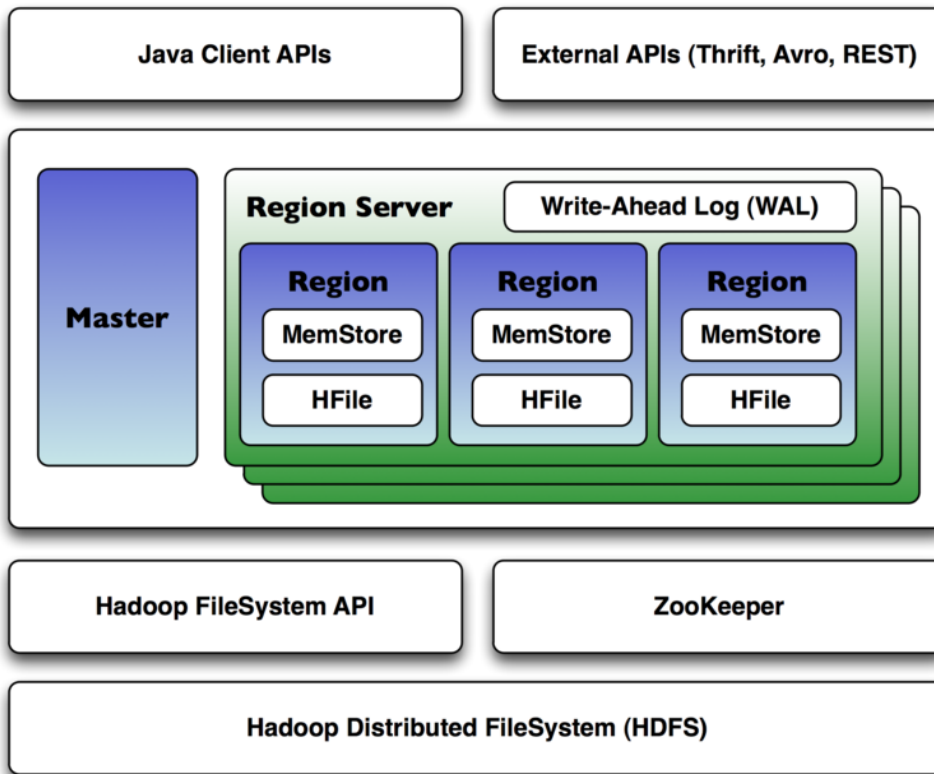 Java Client APIs
External APIs (Thrift, Avro, REST)
Master
Region Server
Write-Ahead Log (WAL)
Region
Region
Region
MemStore
MemStore
MemStore
HFile
HFile
HFile
Hadoop FileSystem API
ZooKeeper
Hadoop Distributed FileSystem (HDFS)